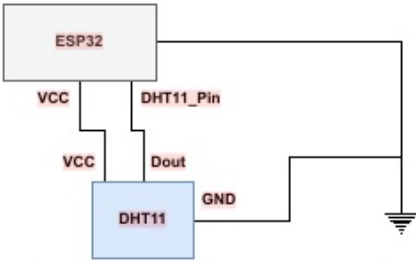 ESP32
VCC
DHT11_Pin
VCC
Dout
GND
DHT11